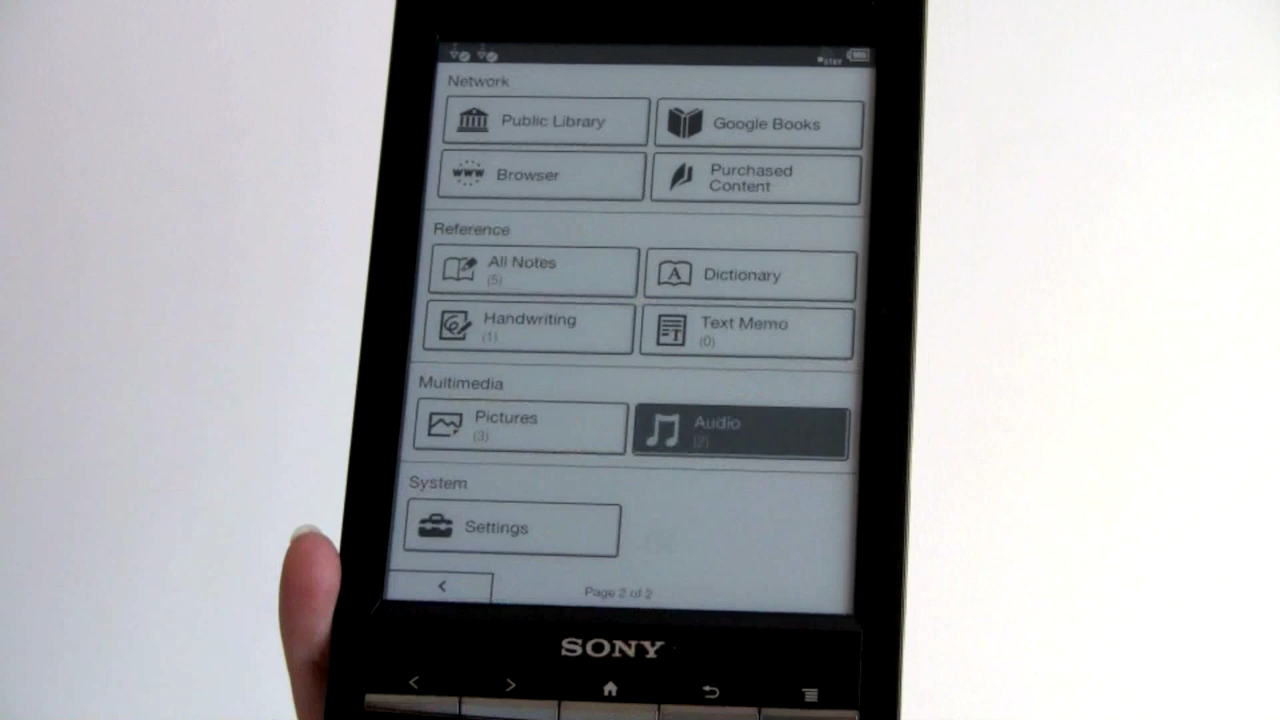 Network
Public Library
Google Books
www
Browser
Purchased
Content
Reference
All Notes
(5)
A
Dictionary
Handwriting
(1)
T
Text Memo
(0)
Multimedia
Pictures
(3)
Audio
(2)
System
Settings
<
Page 2 of 2
SONY